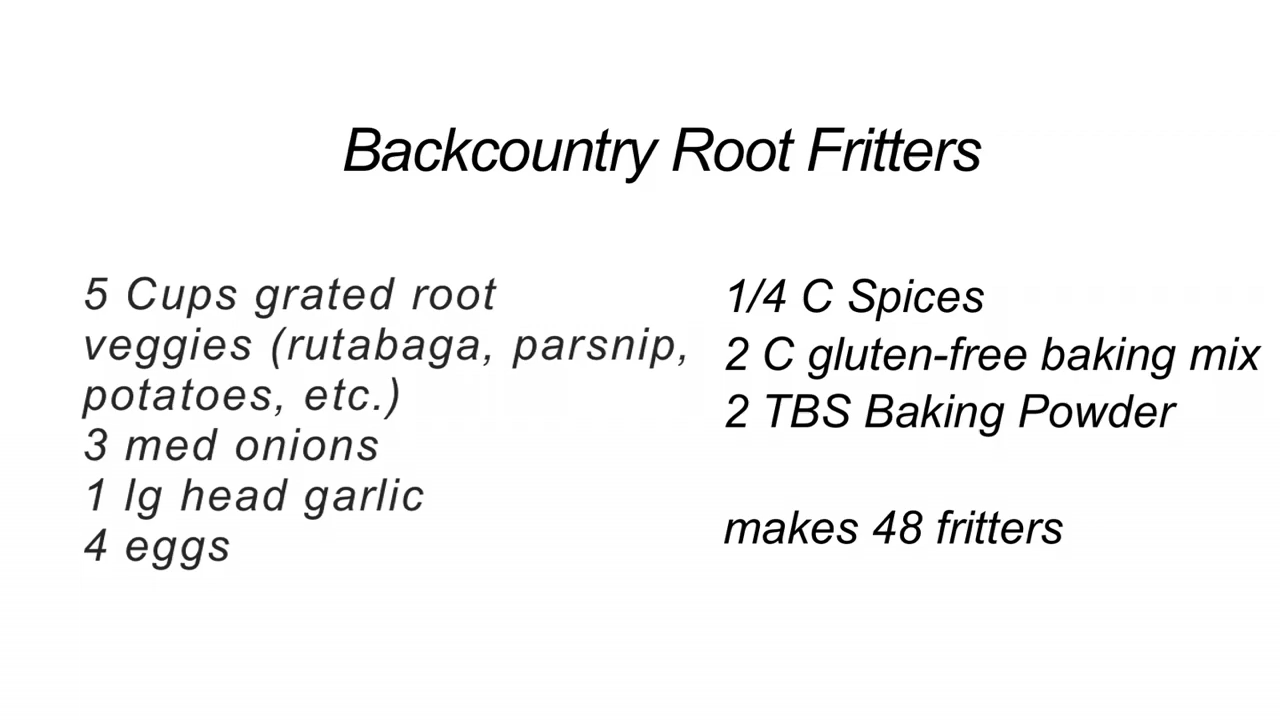 Backcountry Root Fritters
5 Cups grated root
veggies (rutabaga, parsnip,
potatoes, etc.)
3 med onions
1 lg head garlic
4 eggs
1/4 C Spices
2 C gluten-free baking mix
2 TBS Baking Powder
makes 48 fritters